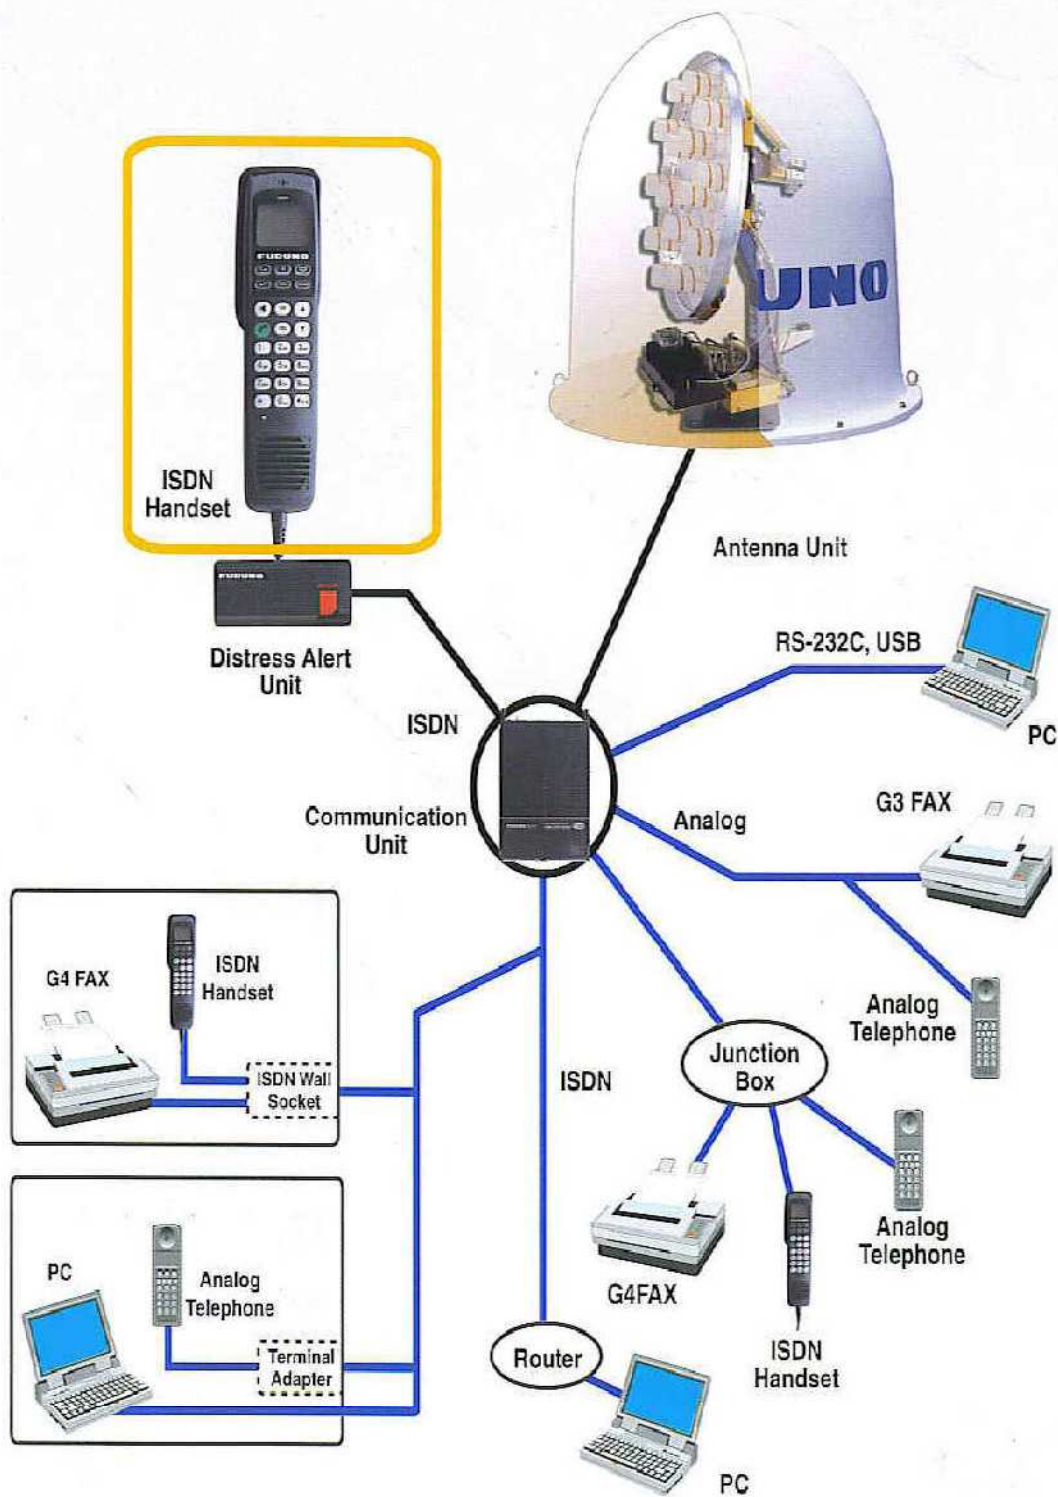 FURUNO
UNO
ISDN
Handset
FURUNO
Antenna Unit
Distress Alert
Unit
RS-232C, USB
PC
ISDN
Communication
Unit
Analog
G3 FAX
G4 FAX
ISDN
Handset
ISDN Wall
Socket
Analog
Telephone
Junction
Box
ISDN
Analog
Telephone
G4FAX
ISDN
Handset
PC
Analog
Telephone
Terminal
Adapter
Router
PC